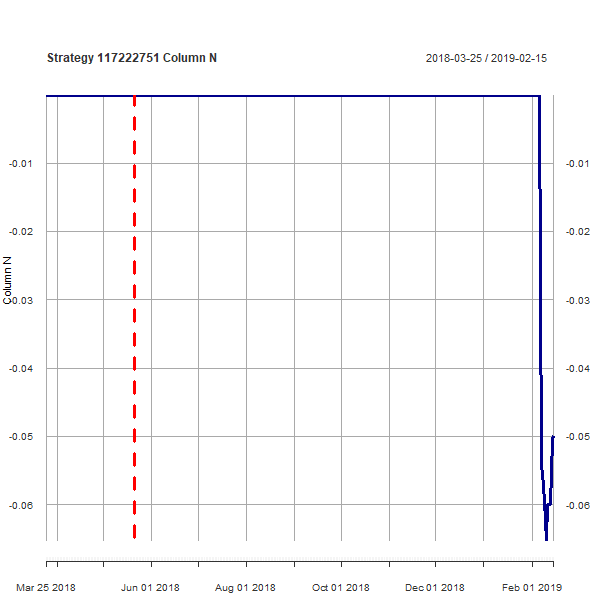 Strategy 117222751 Column N
2018-03-25 / 2019-02-15
-0.01 -0.01
-0.02 -0.02
Column N
-0.03 -0.03
-0.04 -0.04
-0.05 -0.05
-0.06 -0.06
Mar 25 2018 Jun 01 2018 Aug 01 2018 Oct 01 2018 Dec 01 2018 Feb 01 2019